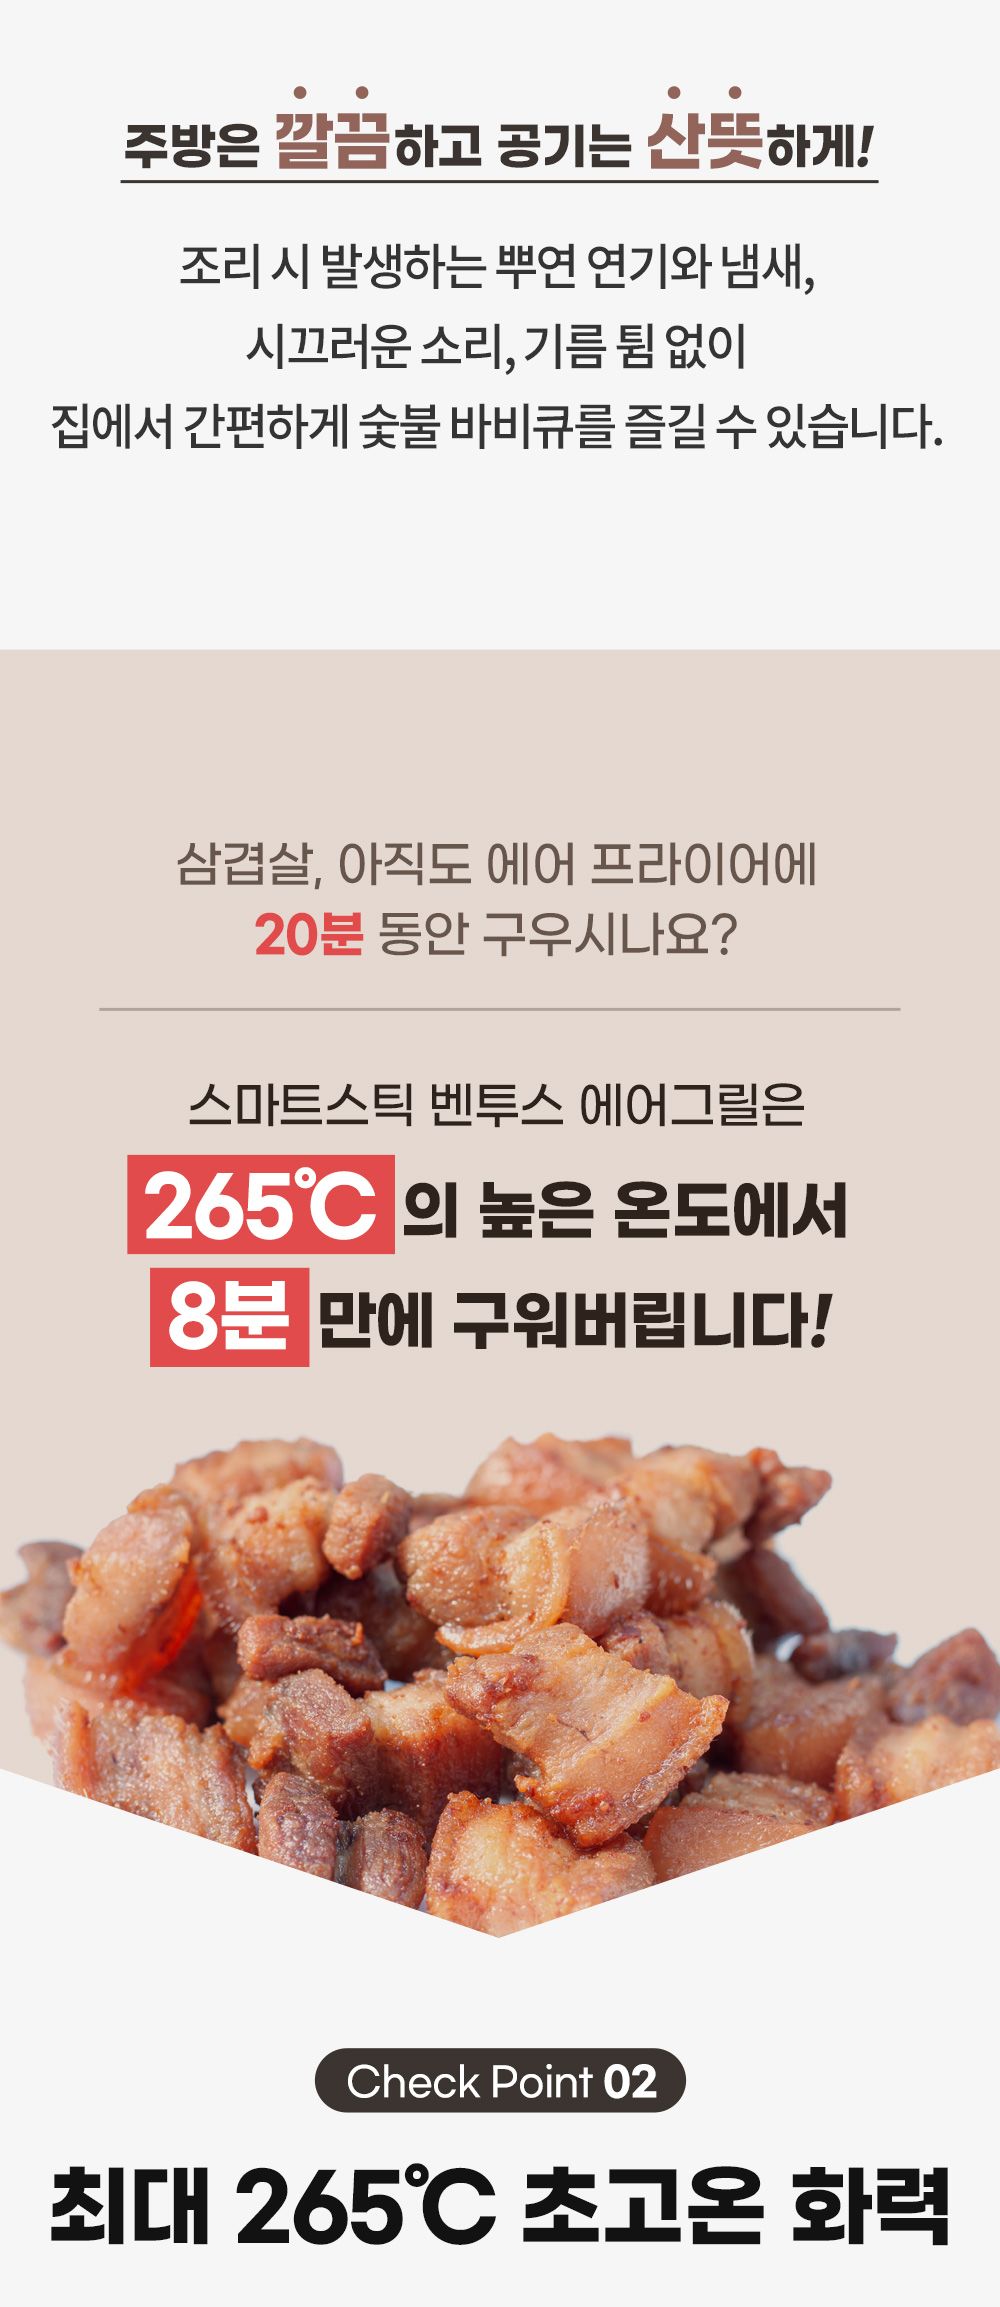 주방은 깔끔하고 공기는 산뜻하게!
조리 시 발생하는 뿌연 연기와 냄새,
시끄러운 소리, 기름 튐 없이
집에서 간편하게 숯불 바비큐를 즐길 수 있습니다.
삼겹살, 아직도 에어 프라이어에
20분 동안 구우시나요?
스마트스틱 벤투스 에어그릴은
265℃의 높은 온도에서
8분만에 구워버립니다!
Check Point 02
최대 265℃ 초고온 화력